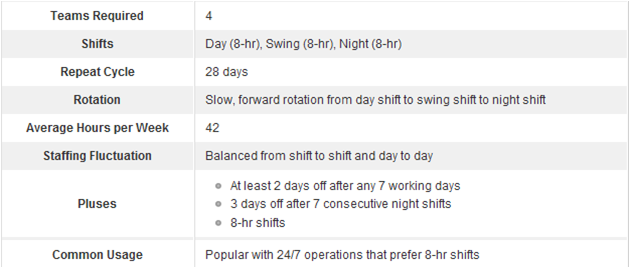 Teams Required 4
Shifts Day (8-hr), Swing (8-hr), Night (8-hr)
Repeat Cycle 28 days
Rotation Slow, forward rotation from day shift to swing shift to night shift
Average Hours per Week 42
Staffing Fluctuation Balanced from shift to shift and day to day
Pluses
At least 2 days off after any 7 working days
3 days off after 7 consecutive night shifts
8-hr shifts
Common Usage Popular with 24/7 operations that prefer 8-hr shifts